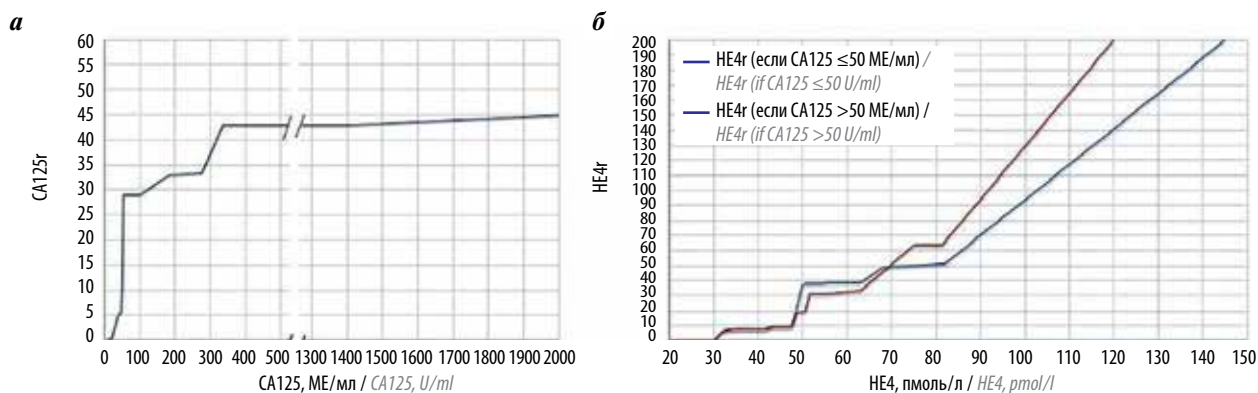 а
60
55
50
45
40
35
30
25
20
15
10
5
0
CA125r
0 100 200 300 400 500 1300 1400 1600 1700 1800 1900 2000
CA125, МЕ/мл / CA125, U/ml
б
200
190
180
170
160
150
140
130
120
110
100
90
80
70
60
50
40
30
20
10
0
HE4r
HE4r (если CA125 ≤50 МЕ/мл) /
HE4r (if CA125 ≤50 U/ml)
HE4r (если CA125 >50 МЕ/мл) /
HE4r (if CA125 >50 U/ml)
20 30 40 50 60 70 80 90 100 110 120 130 140 150
HE4, пмоль/л / HE4, pmol/l